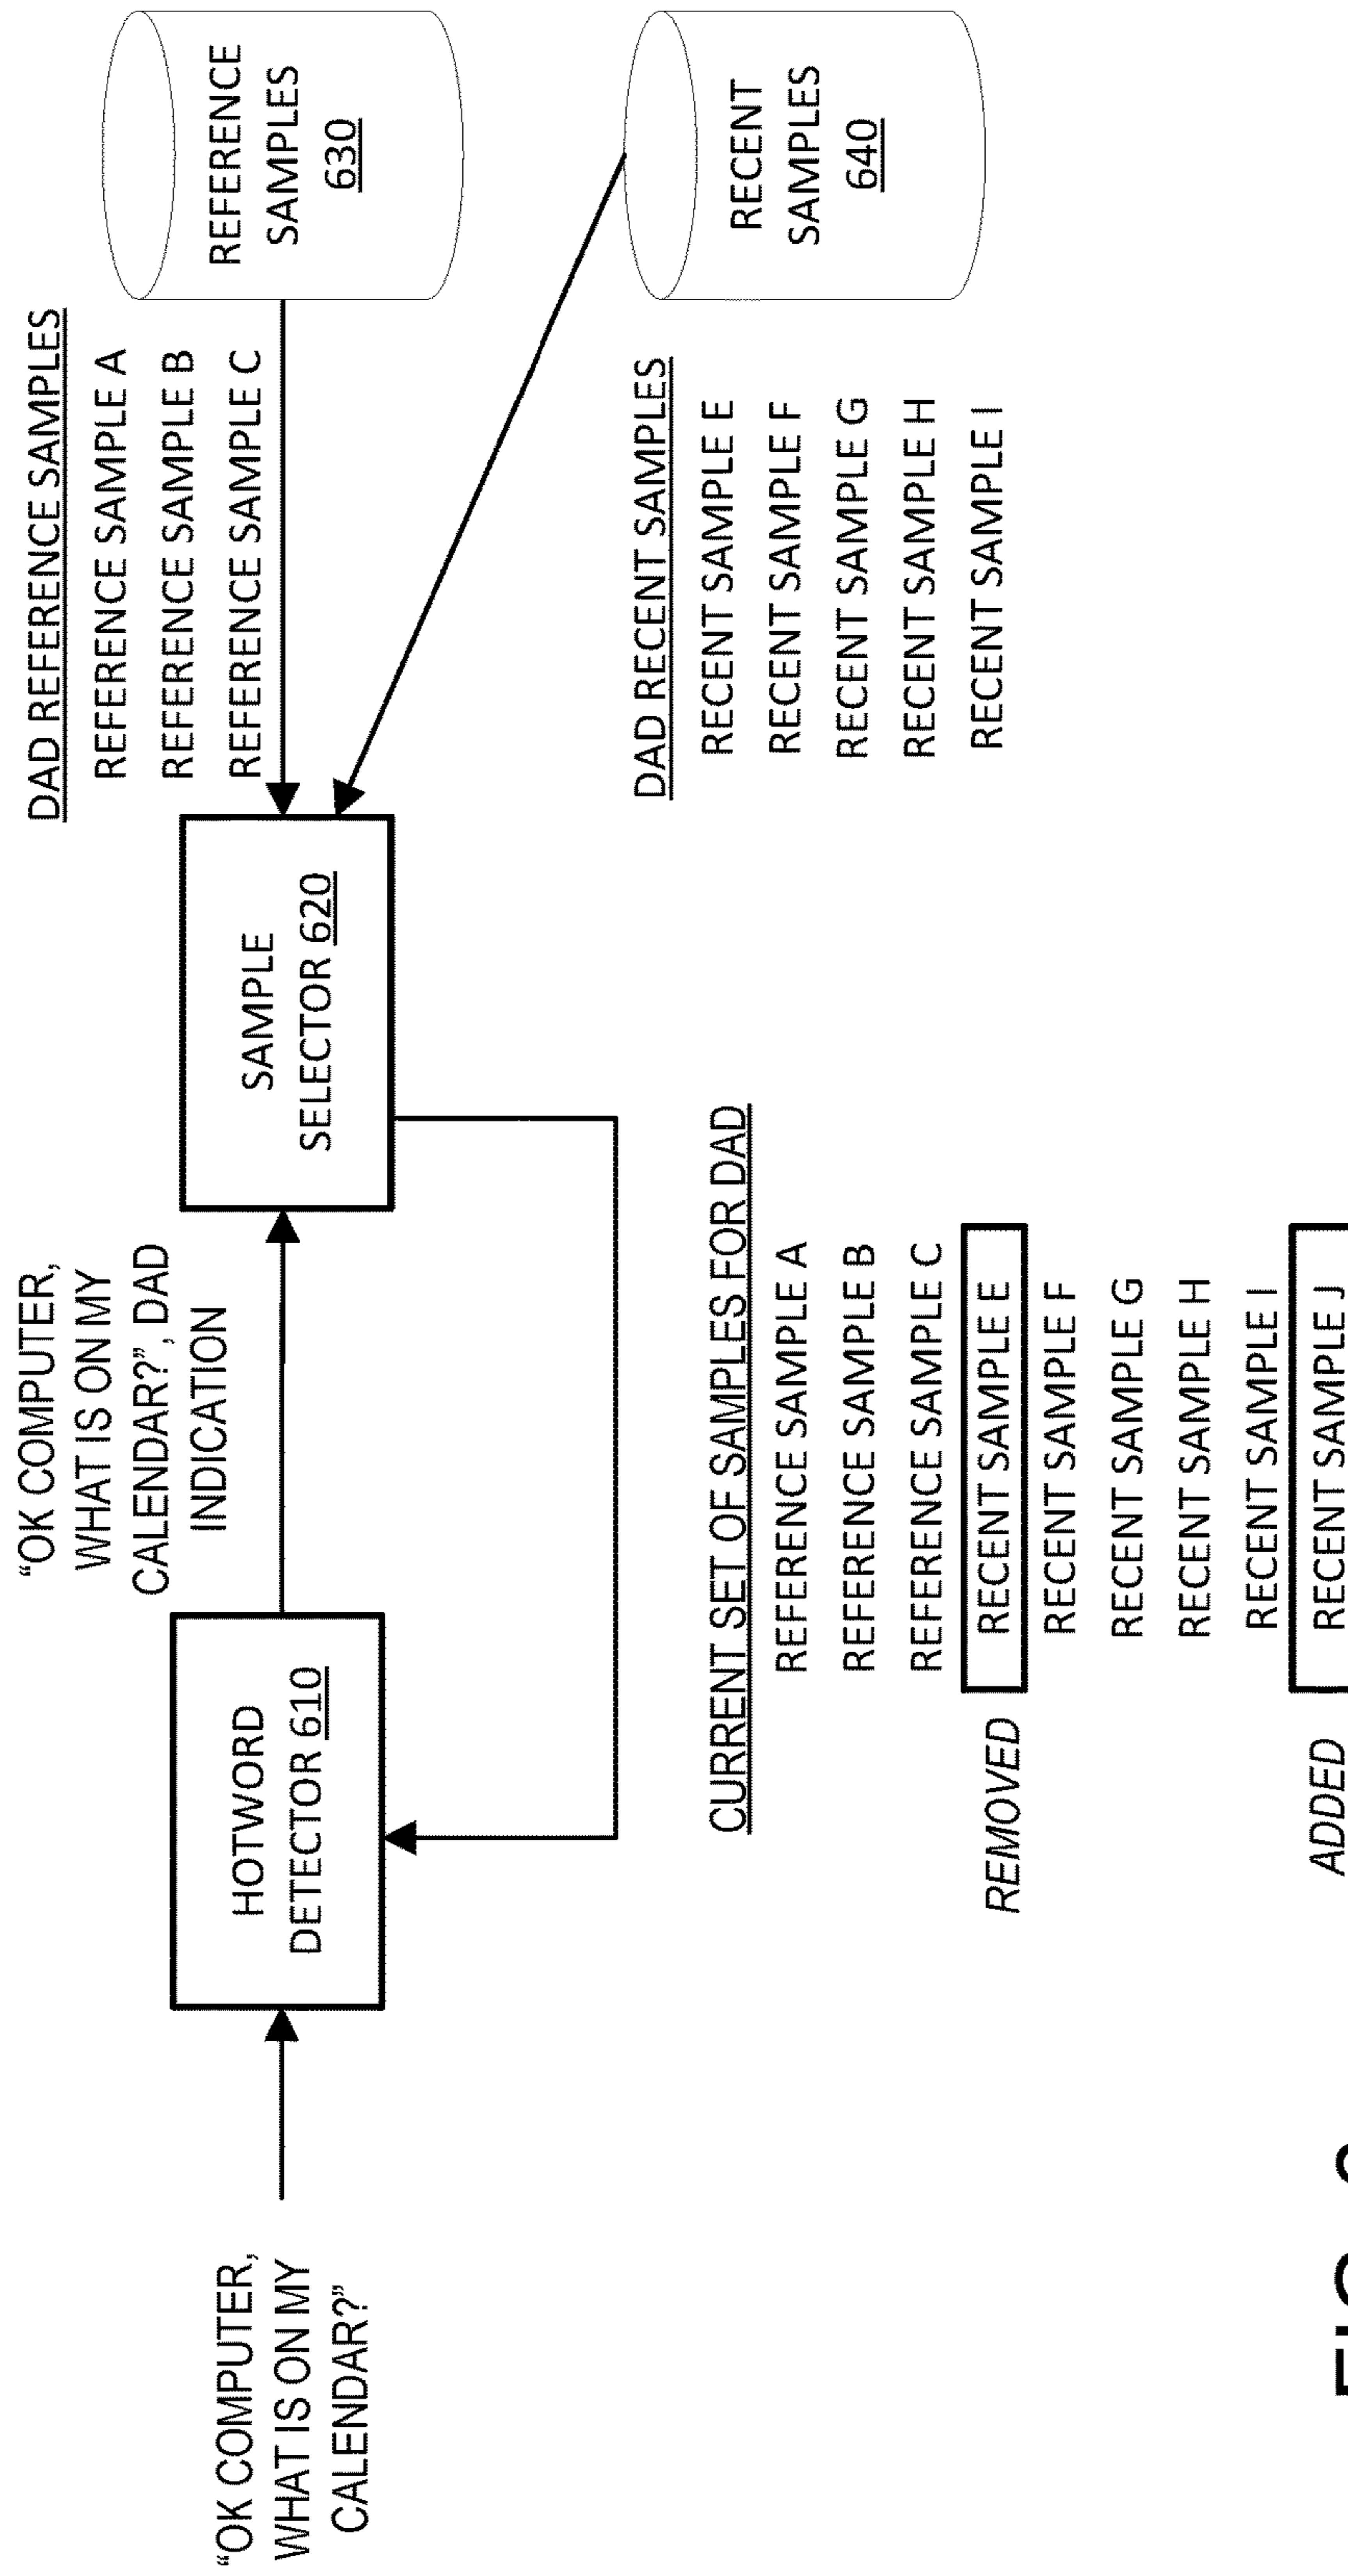 “OK COMPUTER,
WHAT IS ON MY
CALENDAR?”
HOTWORD
DETECTOR 610
“OK COMPUTER,
WHAT IS ON MY
CALENDAR?”, DAD
INDICATION
SAMPLE
SELECTOR 620
DAD REFERENCE SAMPLES
REFERENCE SAMPLE A
REFERENCE SAMPLE B
REFERENCE SAMPLE C
REFERENCE
SAMPLES
630
DAD RECENT SAMPLES
RECENT SAMPLE E
RECENT SAMPLE F
RECENT SAMPLE G
RECENT SAMPLE H
RECENT SAMPLE I
RECENT
SAMPLES
640
CURRENT SET OF SAMPLES FOR DAD
REFERENCE SAMPLE A
REFERENCE SAMPLE B
REFERENCE SAMPLE C
REMOVED RECENT SAMPLE E
RECENT SAMPLE F
RECENT SAMPLE G
RECENT SAMPLE H
RECENT SAMPLE I
ADDED RECENT SAMPLE J